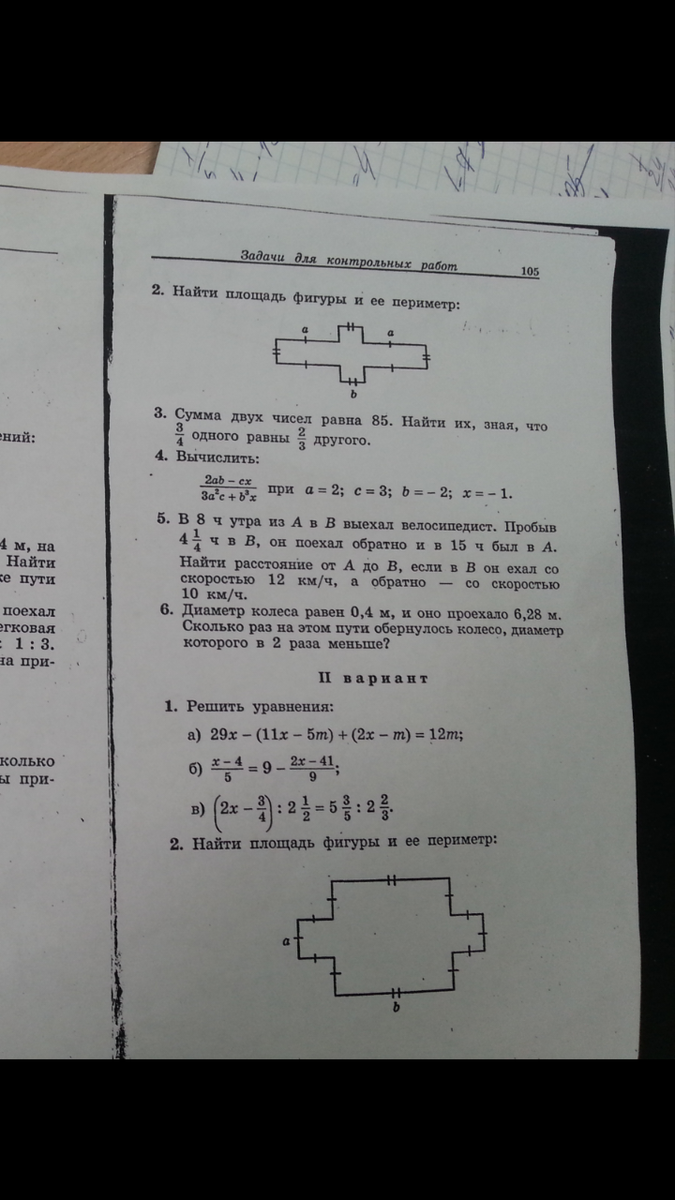 Задачи для контрольных работ 105
2. Найти площадь фигуры и ее периметр:
a a
b
3. Сумма двух чисел равна 85. Найти их, зная, что
3/4 одного равны 2/3 другого.
4. Вычислить:
(2ab − cx)/(3a²c + b³x) при a = 2; c = 3; b = − 2; x = − 1.
5. В 8 ч утра из A в B выехал велосипедист. Пробыв
4 1/4 ч в B, он поехал обратно и в 15 ч был в A.
Найти расстояние от A до B, если в B он ехал со
скоростью 12 км/ч, а обратно — со скоростью
10 км/ч.
6. Диаметр колеса равен 0,4 м, и оно проехало 6,28 м.
Сколько раз на этом пути обернулось колесо, диаметр
которого в 2 раза меньше?
II вариант
1. Решить уравнения:
а) 29x − (11x − 5m) + (2x − m) = 12m;
б) (x − 4)/5 = 9 − (2x − 41)/9;
в) (2x − 3/4) : 2 1/2 = 5 3/5 : 2 2/3.
2. Найти площадь фигуры и ее периметр:
a
b
ений:
4 м, на
Найти
же пути
поехал
егковая
1 : 3.
на при-
сколько
ы при-